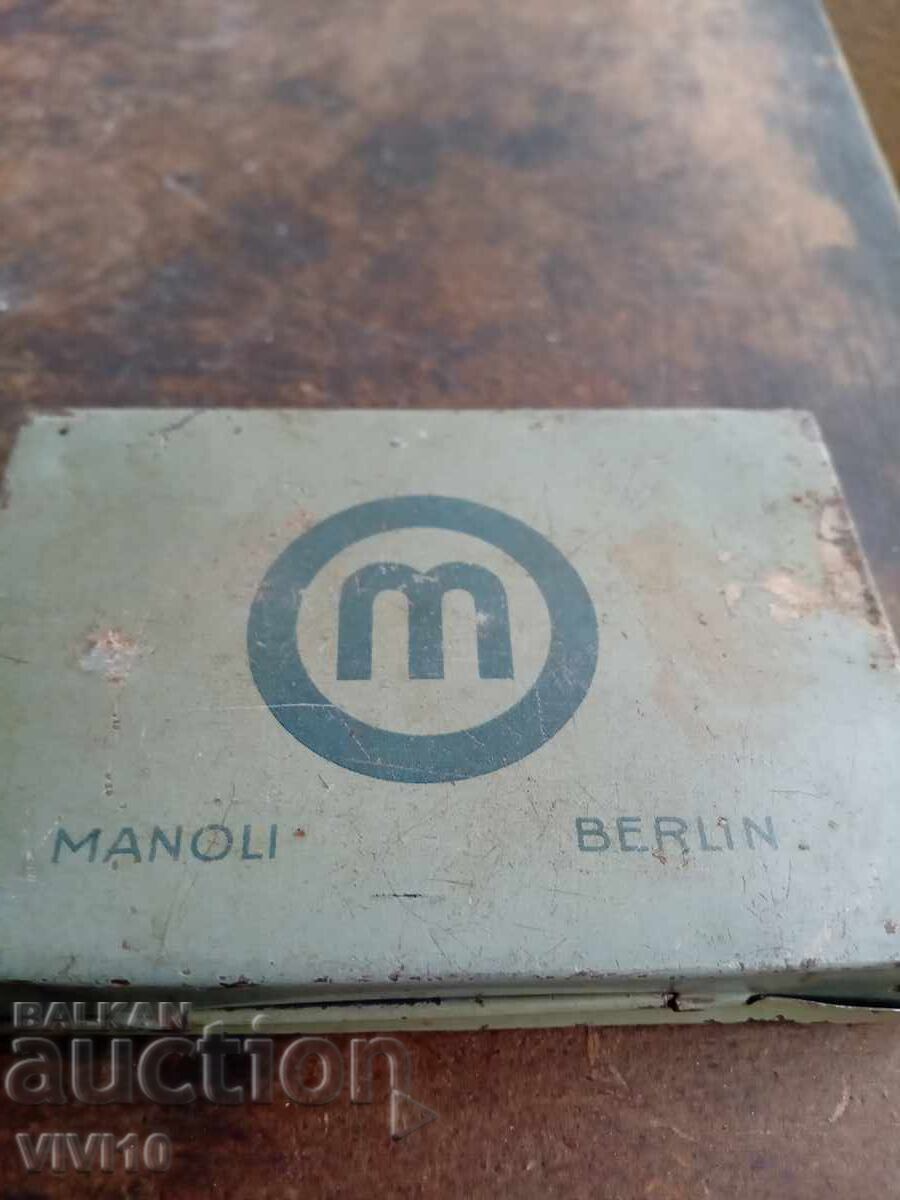 m
MANOLI BERLIN
BALKAN
auction
VIVI10